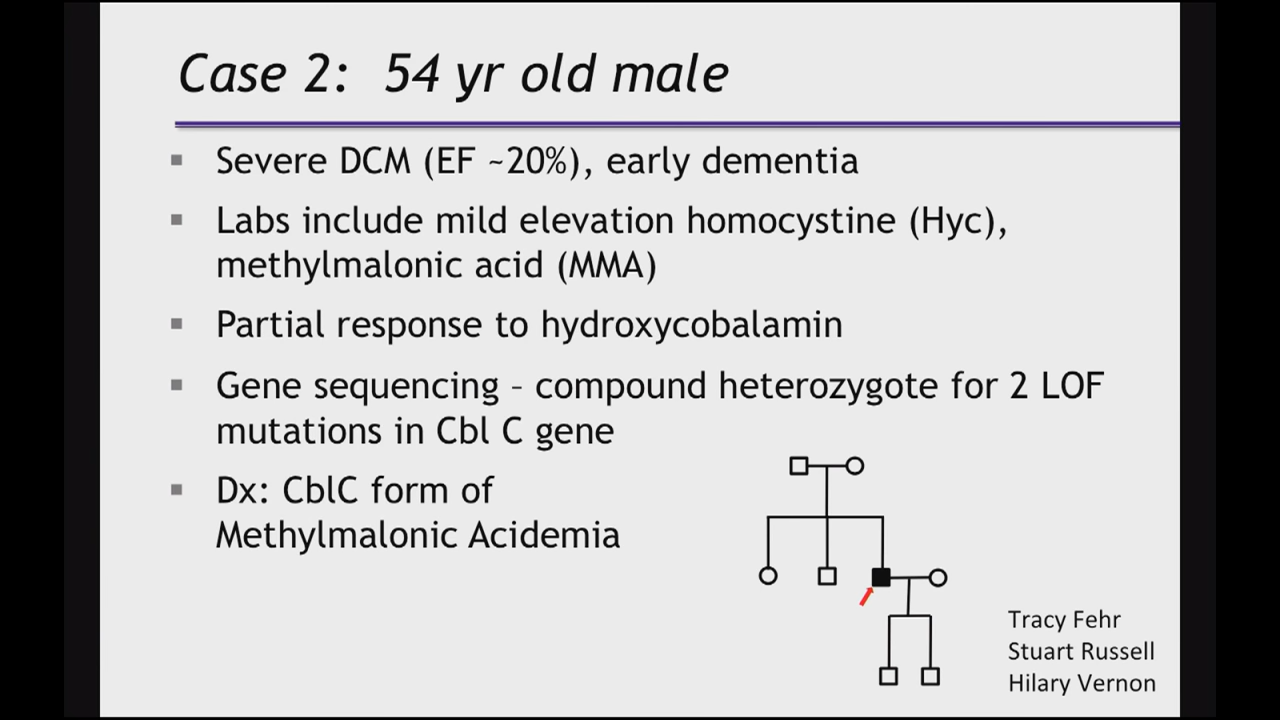 Case 2: 54 yr old male
▪ Severe DCM (EF ~20%), early dementia
▪ Labs include mild elevation homocystine (Hyc),
methylmalonic acid (MMA)
▪ Partial response to hydroxycobalamin
▪ Gene sequencing – compound heterozygote for 2 LOF
mutations in Cbl C gene
▪ Dx: CblC form of
Methylmalonic Acidemia
Tracy Fehr
Stuart Russell
Hilary Vernon